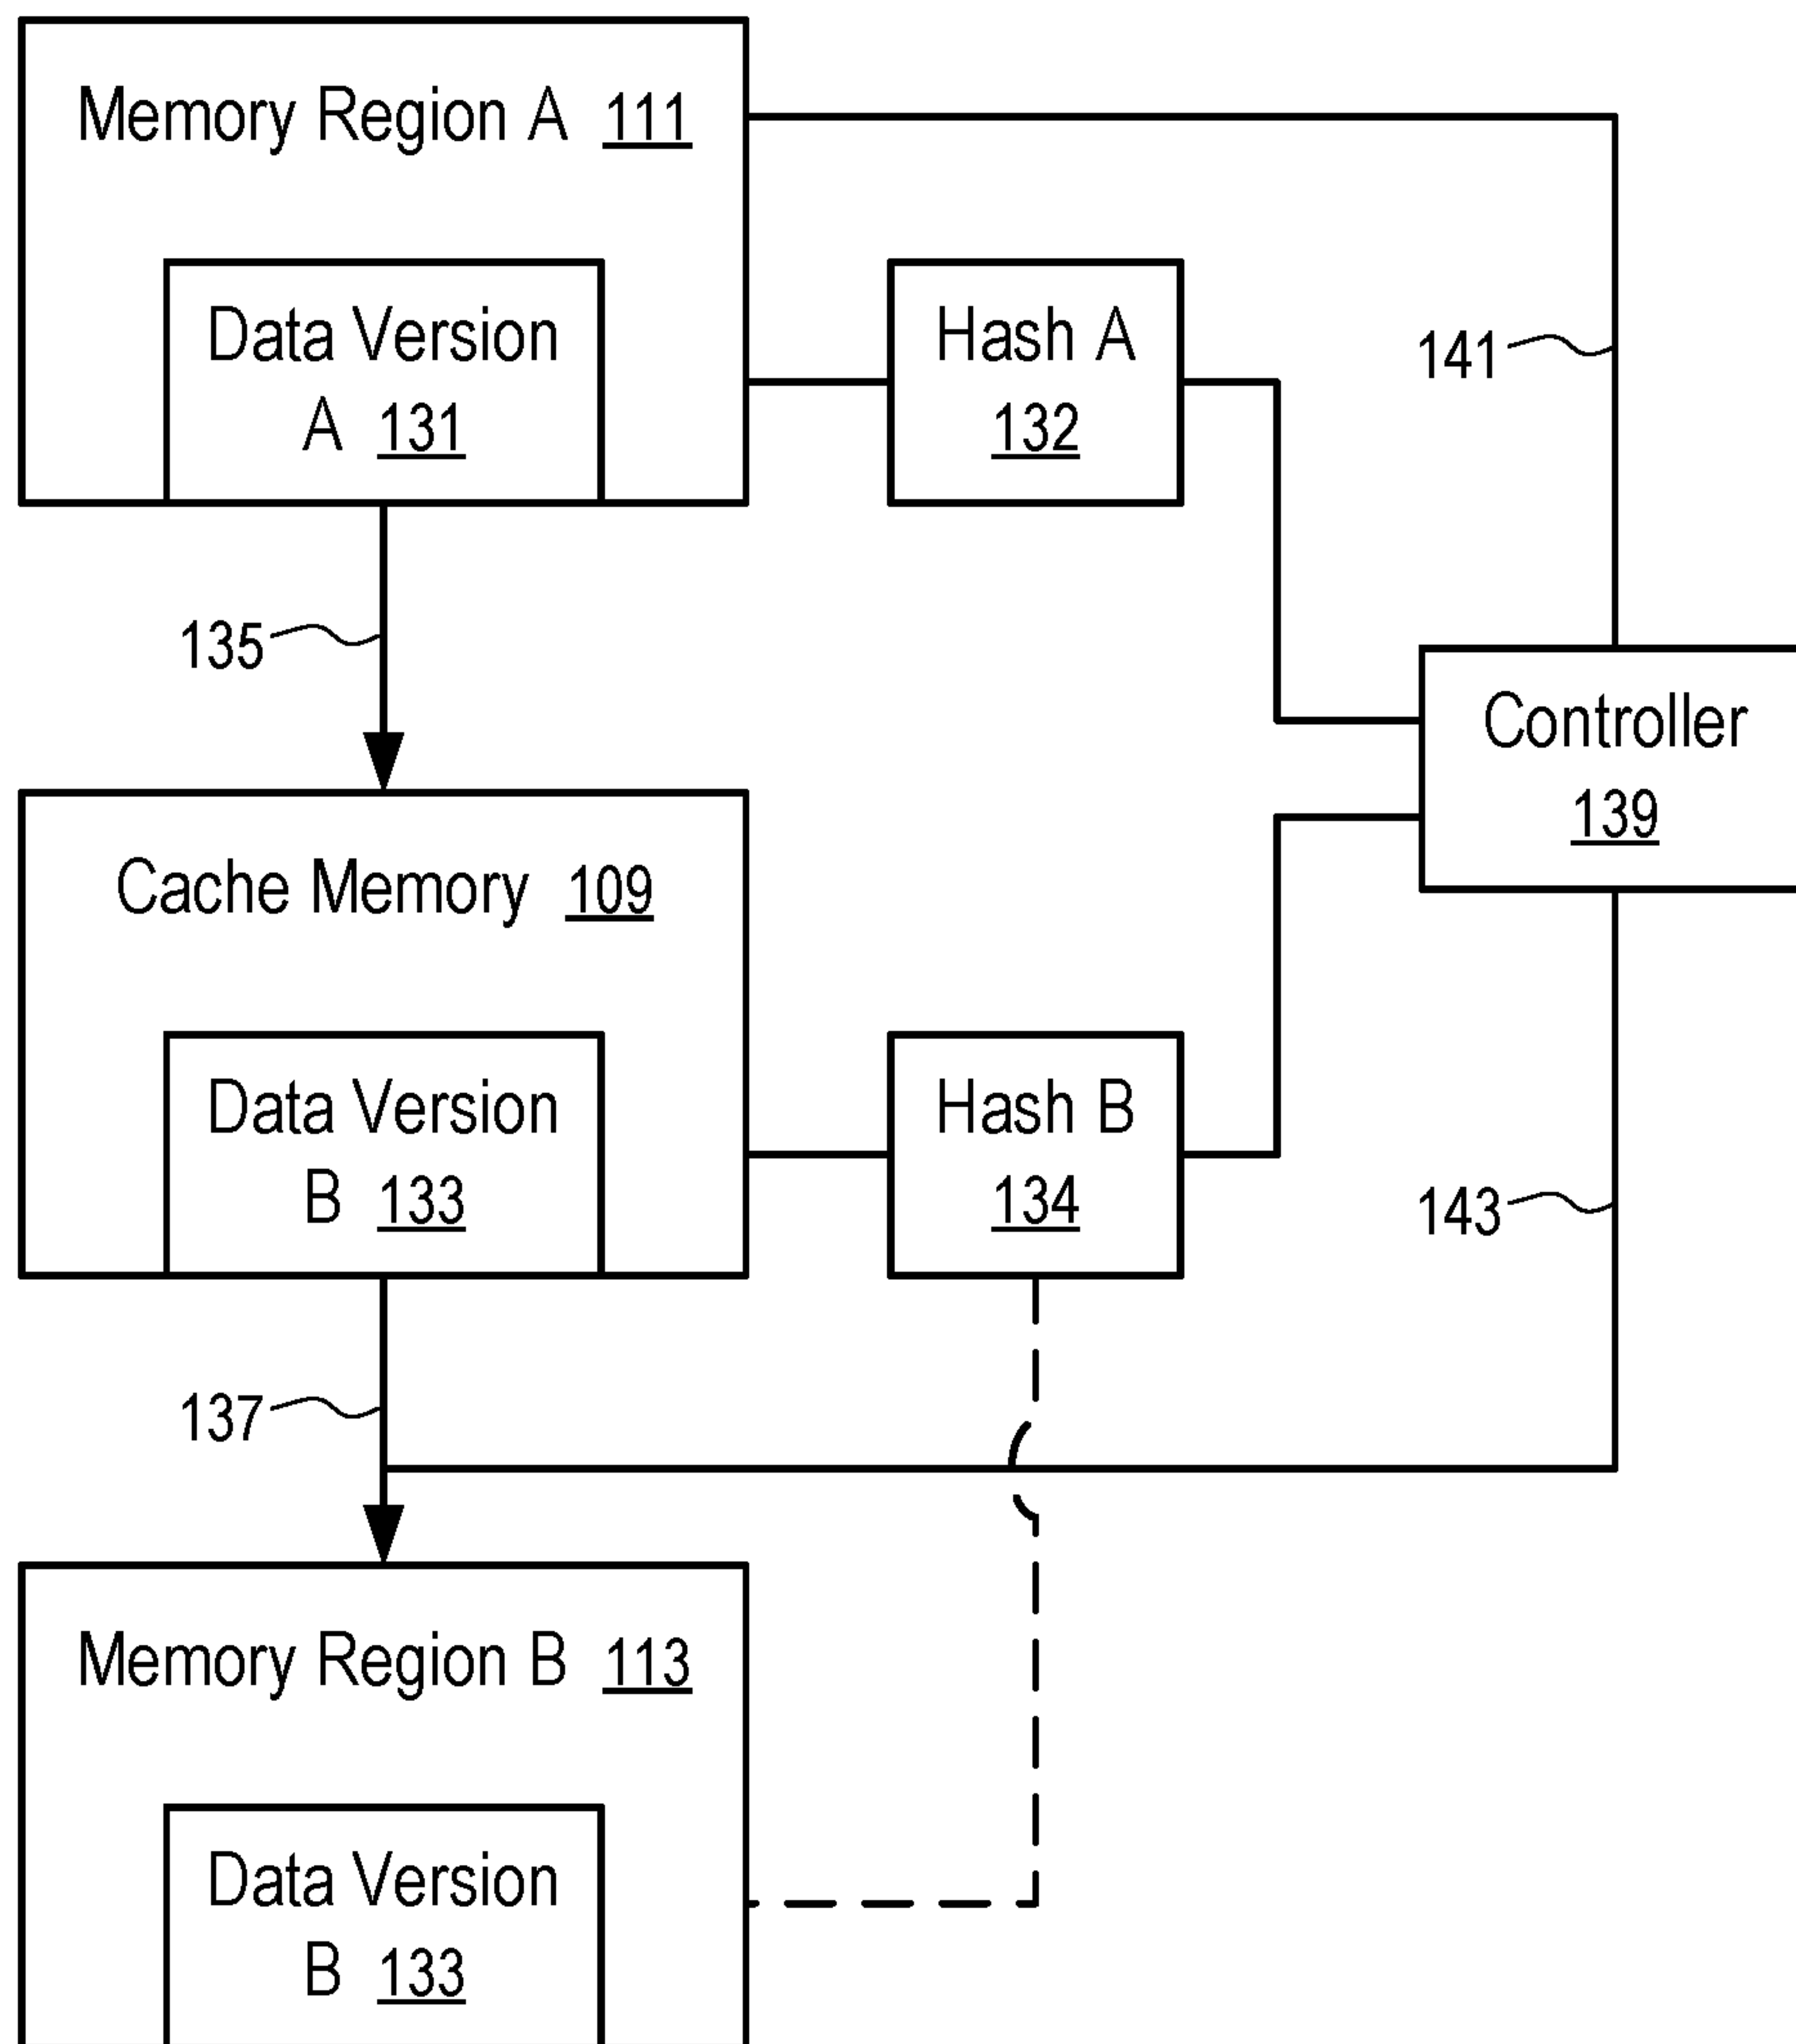 Memory Region A 111
Data Version
A 131
Hash A
132
141
135
Controller
139
Cache Memory 109
Data Version
B 133
Hash B
134
143
137
Memory Region B 113
Data Version
B 133